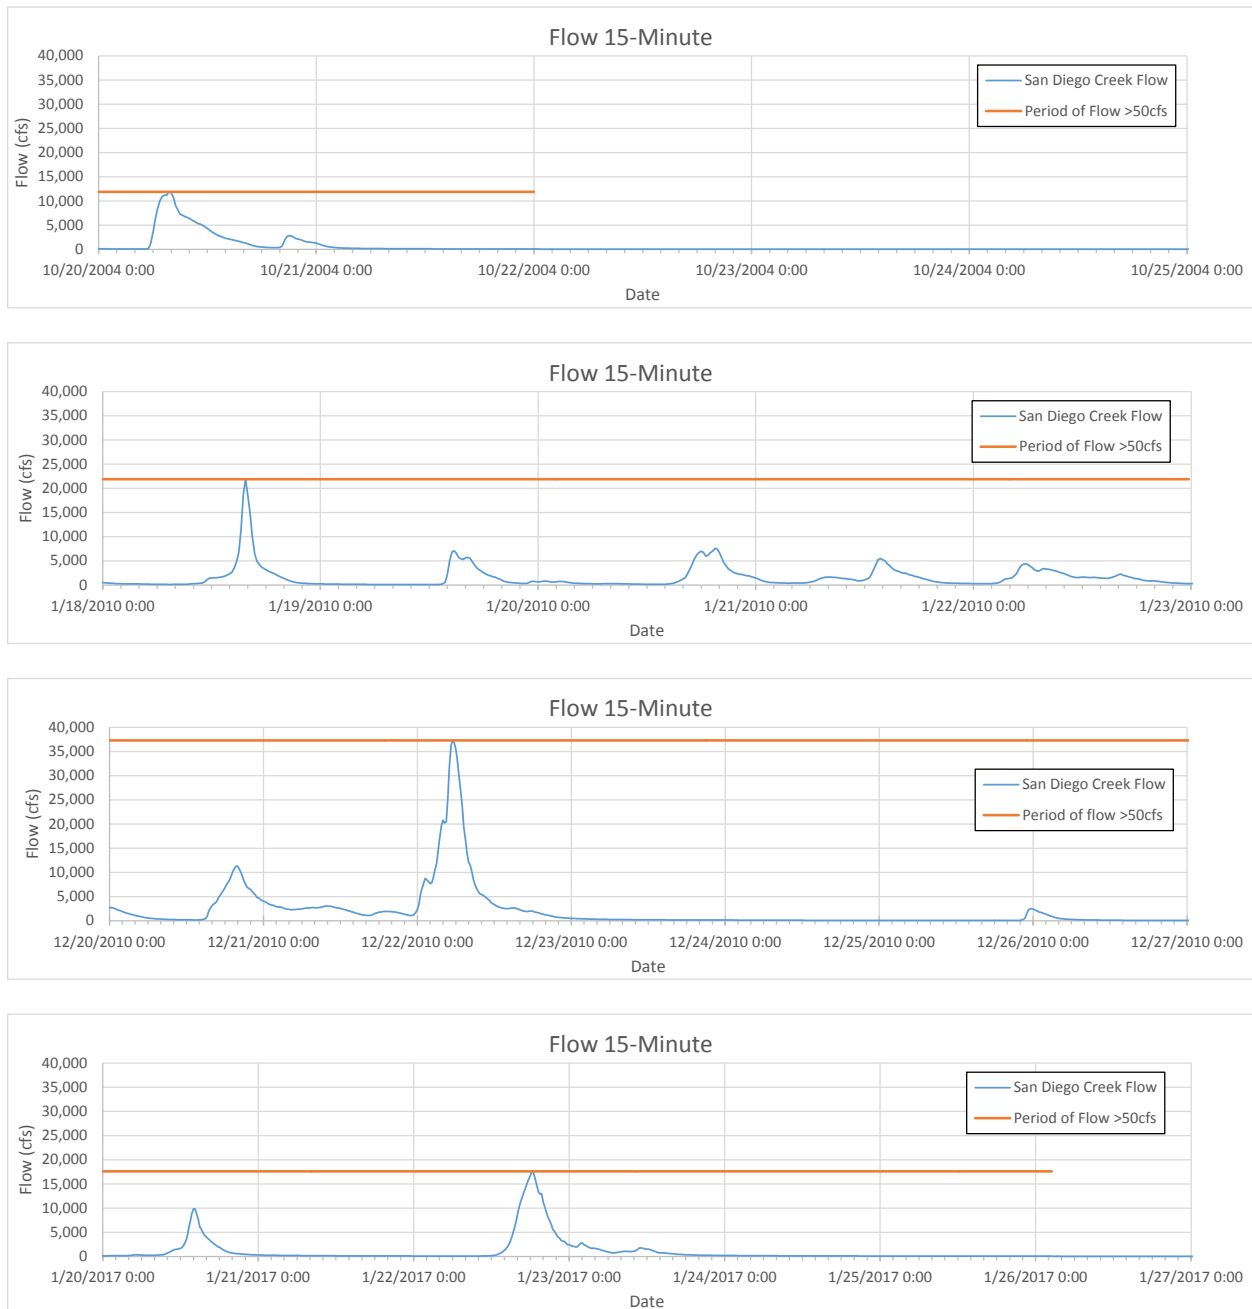 Flow 15-Minute
40,000
35,000
30,000
25,000
20,000
15,000
10,000
5,000
0
Flow (cfs)
San Diego Creek Flow
Period of Flow >50cfs
10/20/2004 0:00 10/21/2004 0:00 10/22/2004 0:00 10/23/2004 0:00 10/24/2004 0:00 10/25/2004 0:00
Date
Flow 15-Minute
40,000
35,000
30,000
25,000
20,000
15,000
10,000
5,000
0
Flow (cfs)
San Diego Creek Flow
Period of Flow >50cfs
1/18/2010 0:00 1/19/2010 0:00 1/20/2010 0:00 1/21/2010 0:00 1/22/2010 0:00 1/23/2010 0:00
Date
Flow 15-Minute
40,000
35,000
30,000
25,000
20,000
15,000
10,000
5,000
0
Flow (cfs)
San Diego Creek Flow
Period of flow >50cfs
12/20/2010 0:00 12/21/2010 0:00 12/22/2010 0:00 12/23/2010 0:00 12/24/2010 0:00 12/25/2010 0:00 12/26/2010 0:00 12/27/2010 0:00
Date
Flow 15-Minute
40,000
35,000
30,000
25,000
20,000
15,000
10,000
5,000
0
Flow (cfs)
San Diego Creek Flow
Period of Flow >50cfs
1/20/2017 0:00 1/21/2017 0:00 1/22/2017 0:00 1/23/2017 0:00 1/24/2017 0:00 1/25/2017 0:00 1/26/2017 0:00 1/27/2017 0:00
Date